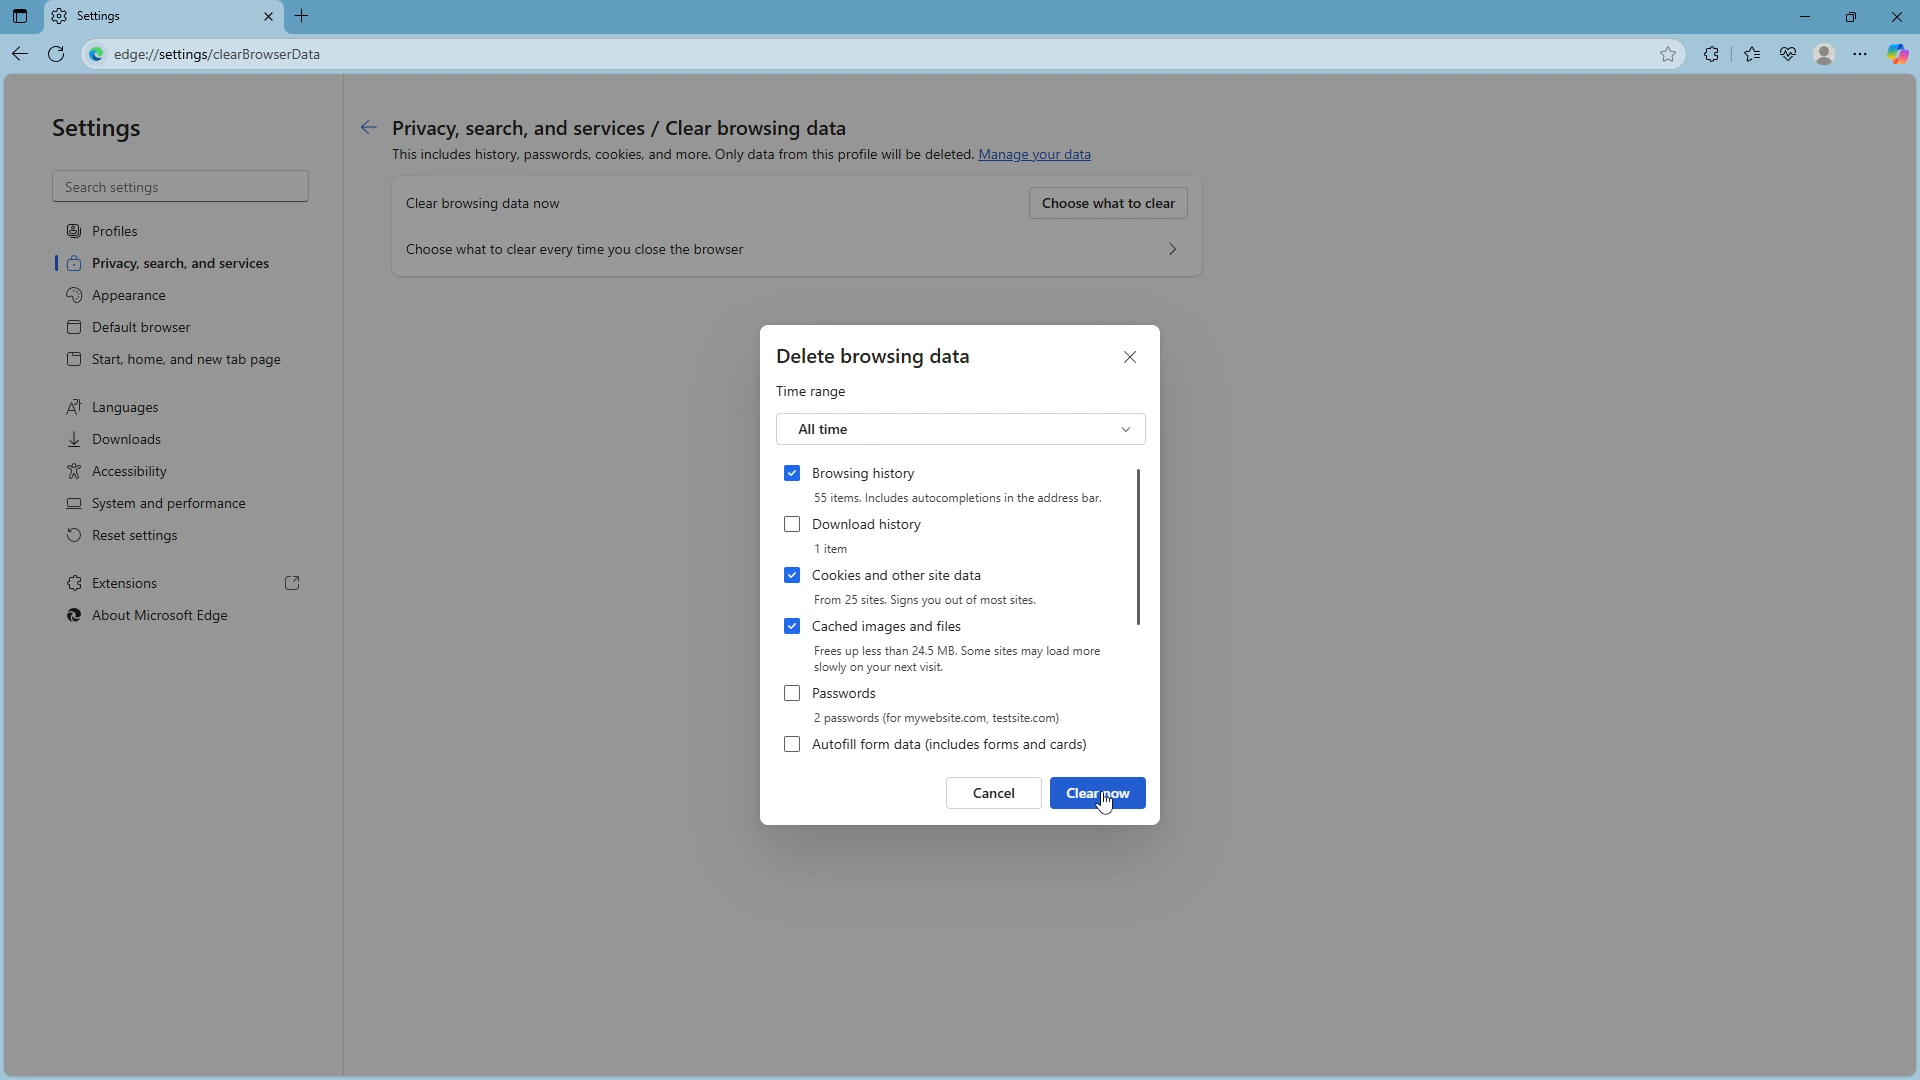 Settings
edge://settings/clearBrowserData
Settings
Search settings
Profiles
Privacy, search, and services
Appearance
Default browser
Start, home, and new tab page
Languages
Downloads
Accessibility
System and performance
Reset settings
Extensions
About Microsoft Edge
Privacy, search, and services / Clear browsing data
This includes history, passwords, cookies, and more. Only data from this profile will be deleted. Manage your data
Clear browsing data now
Choose what to clear
Choose what to clear every time you close the browser
Delete browsing data
Time range
All time
Browsing history
55 items. Includes autocompletions in the address bar.
Download history
1 item
Cookies and other site data
From 25 sites. Signs you out of most sites.
Cached images and files
Frees up less than 24.5 MB. Some sites may load more
slowly on your next visit.
Passwords
2 passwords (for mywebsite.com, testsite.com)
Autofill form data (includes forms and cards)
Cancel
Clear now